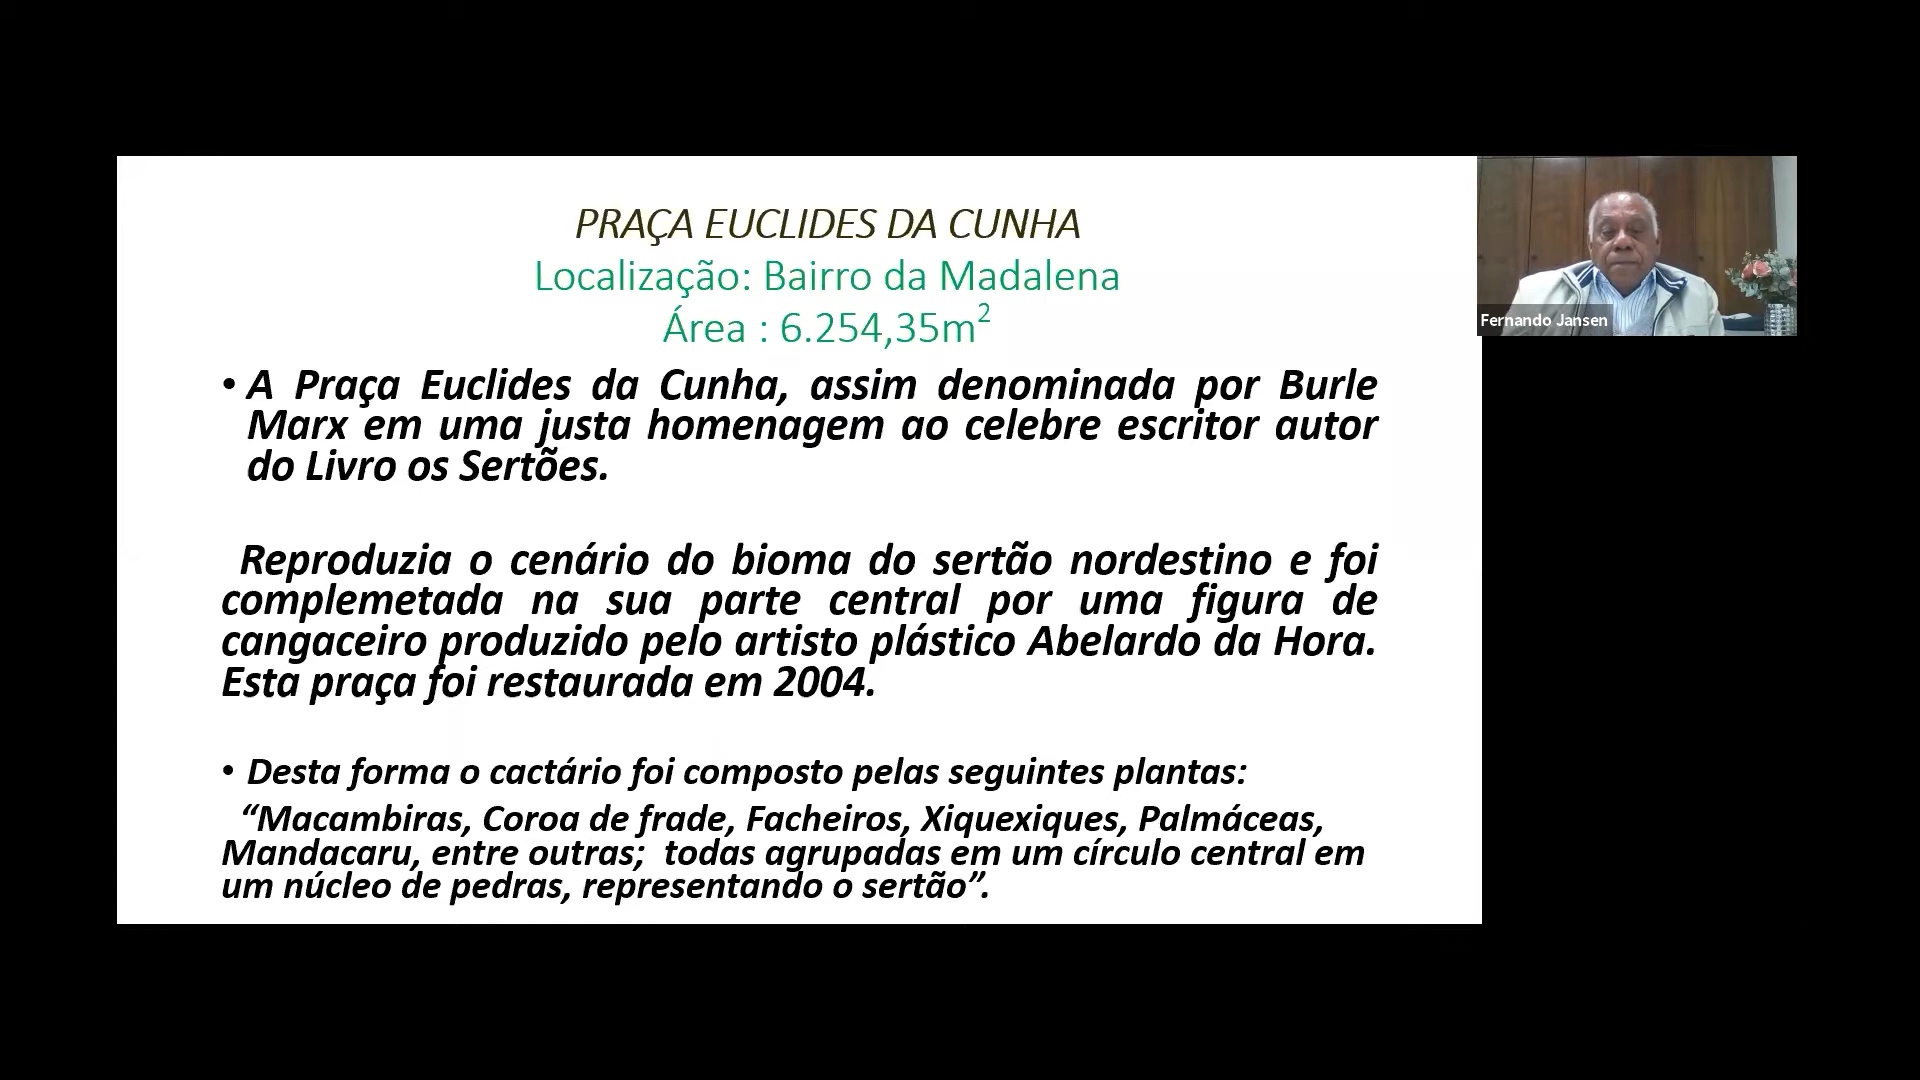 PRAÇA EUCLIDES DA CUNHA
Localização: Bairro da Madalena
Área : 6.254,35m²
• A Praça Euclides da Cunha, assim denominada por Burle
Marx em uma justa homenagem ao celebre escritor autor
do Livro os Sertões.
Reproduzia o cenário do bioma do sertão nordestino e foi
complemetada na sua parte central por uma figura de
cangaceiro produzido pelo artisto plástico Abelardo da Hora.
Esta praça foi restaurada em 2004.
• Desta forma o cactário foi composto pelas seguintes plantas:
“Macambiras, Coroa de frade, Facheiros, Xiquexiques, Palmáceas,
Mandacaru, entre outras; todas agrupadas em um círculo central em
um núcleo de pedras, representando o sertão”.
Fernando Jansen